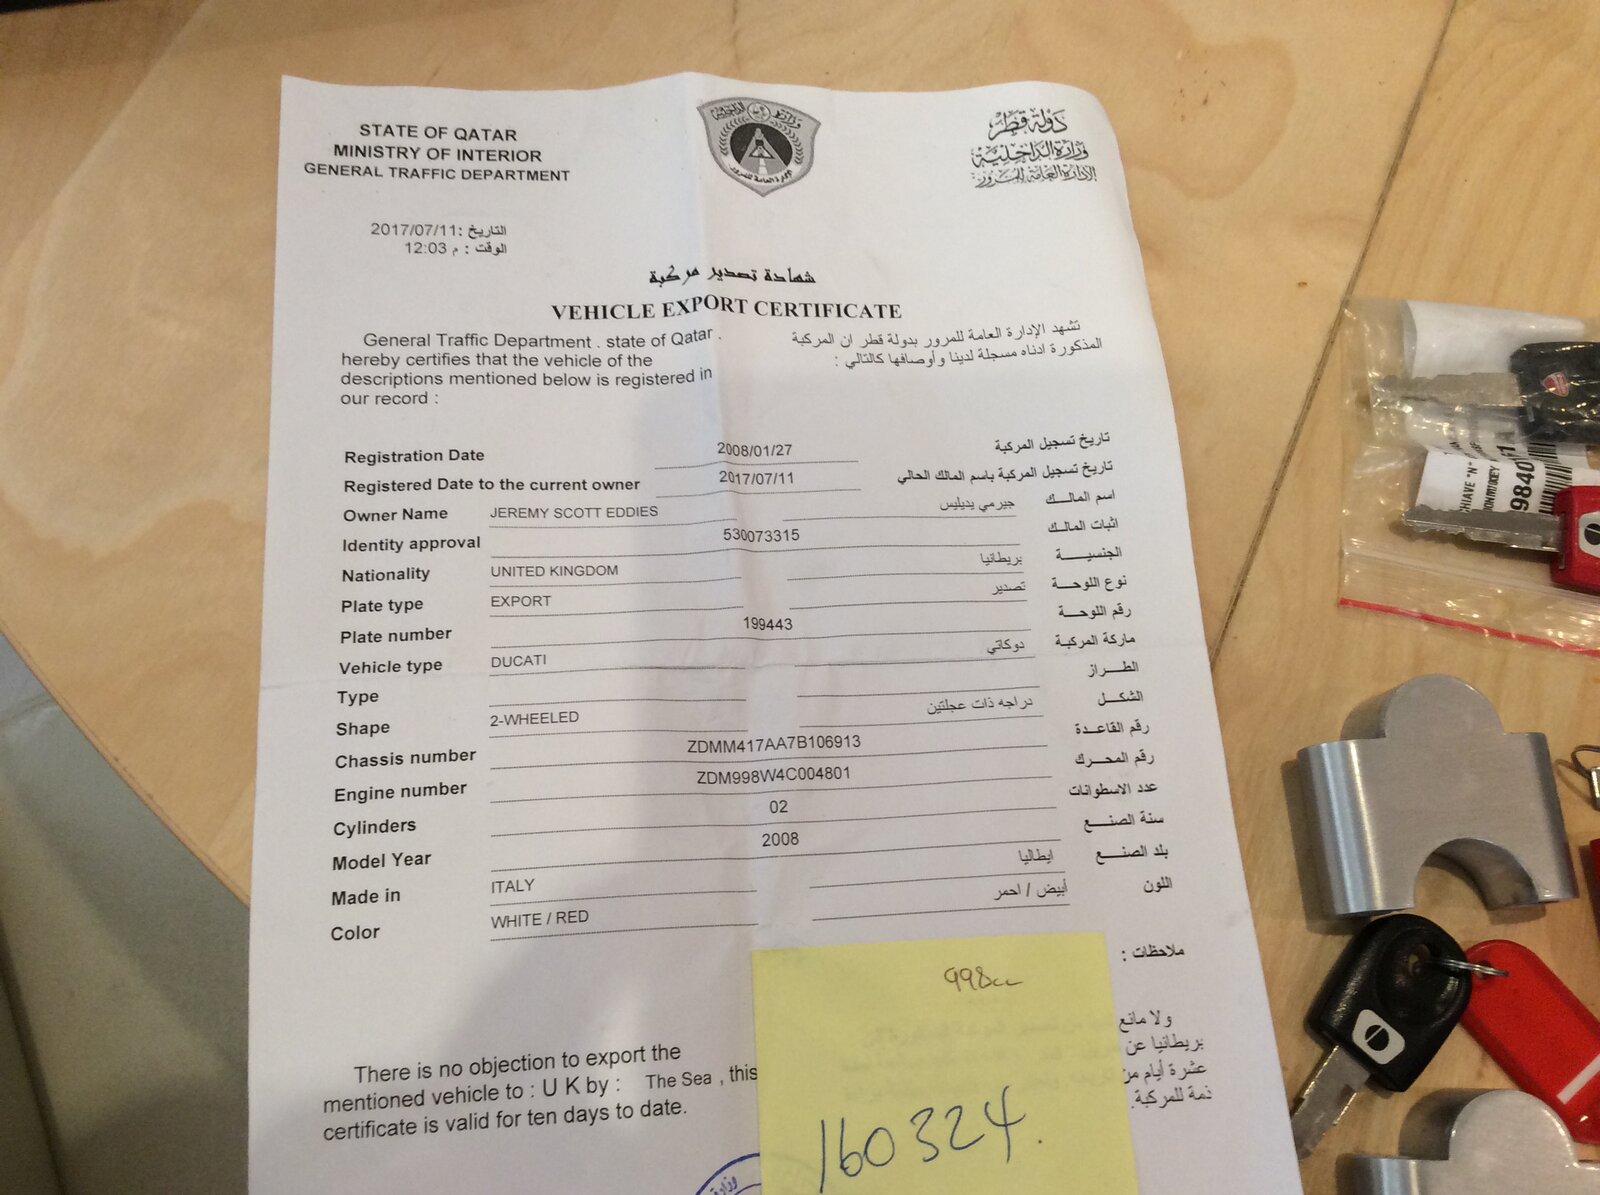 STATE OF QATAR
MINISTRY OF INTERIOR
GENERAL TRAFFIC DEPARTMENT
دولة قطر
وزارة الداخلية
الإدارة العامة للمرور
التاريخ :2017/07/11
الوقت : م 12:03
شهادة تصدير مركبة
VEHICLE EXPORT CERTIFICATE
General Traffic Department . state of Qatar .
hereby certifies that the vehicle of the
descriptions mentioned below is registered in
our record :
تشهد الإدارة العامة للمرور بدولة قطر ان المركبة
المذكورة ادناه مسجلة لدينا وأوصافها كالتالي :
Registration Date 2008/01/27 تاريخ تسجيل المركبة
Registered Date to the current owner 2017/07/11 تاريخ تسجيل المركبة باسم المالك الحالي
Owner Name JEREMY SCOTT EDDIES جيرمي يديليس اسم المالك
Identity approval 530073315 اثبات المالك
Nationality UNITED KINGDOM بريطانيا الجنسية
Plate type EXPORT تصدير نوع اللوحة
Plate number 199443 رقم اللوحة
Vehicle type DUCATI دوكاتي ماركة المركبة
Type الطراز
Shape 2-WHEELED دراجه ذات عجلتين الشكل
Chassis number ZDMM417AA7B106913 رقم القاعدة
Engine number ZDM998W4C004801 رقم المحرك
Cylinders 02 عدد الاسطوانات
Model Year 2008 سنة الصنع
Made in ITALY ايطاليا بلد الصنع
Color WHITE / RED أبيض / احمر اللون
ملاحظات :
There is no objection to export the
mentioned vehicle to : U K by : The Sea , this
certificate is valid for ten days to date.
ولا مانع
بريطانيا عن
عشرة أيام من
ذمة للمركبة.
998cc
160324.
وزارة
CHIAVE "N"
9840